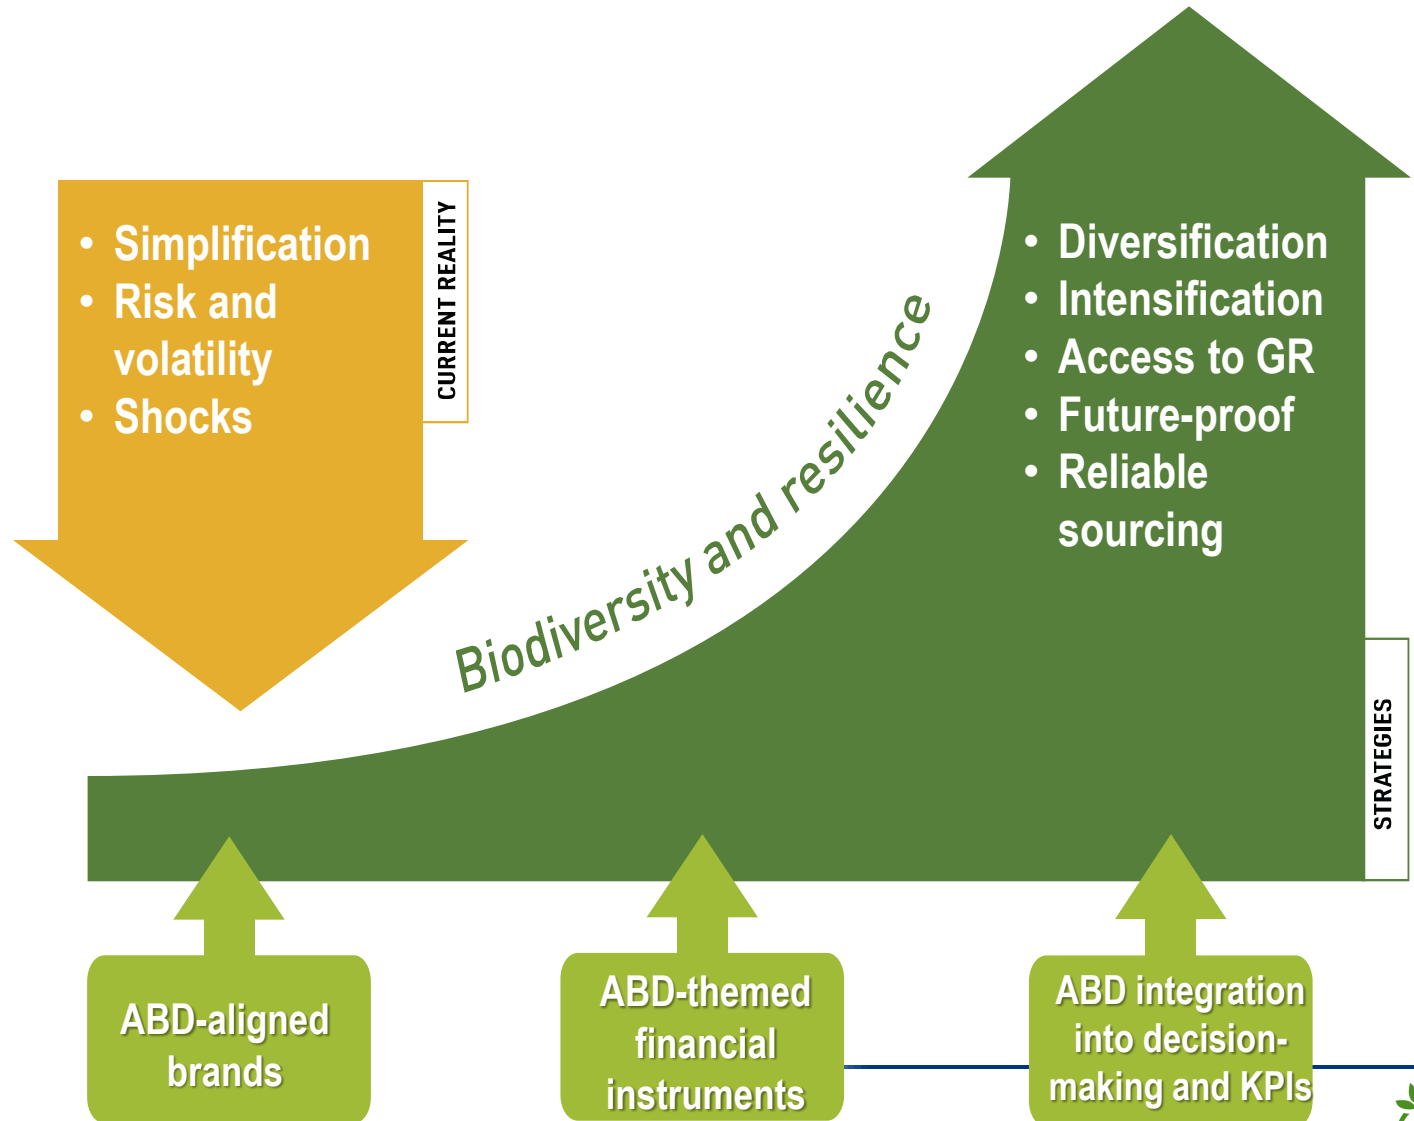 • Simplification
• Risk and
volatility
• Shocks
CURRENT REALITY
Biodiversity and resilience
• Diversification
• Intensification
• Access to GR
• Future-proof
• Reliable
sourcing
STRATEGIES
ABD-aligned
brands
ABD-themed
financial
instruments
ABD integration
into decision-
making and KPIs